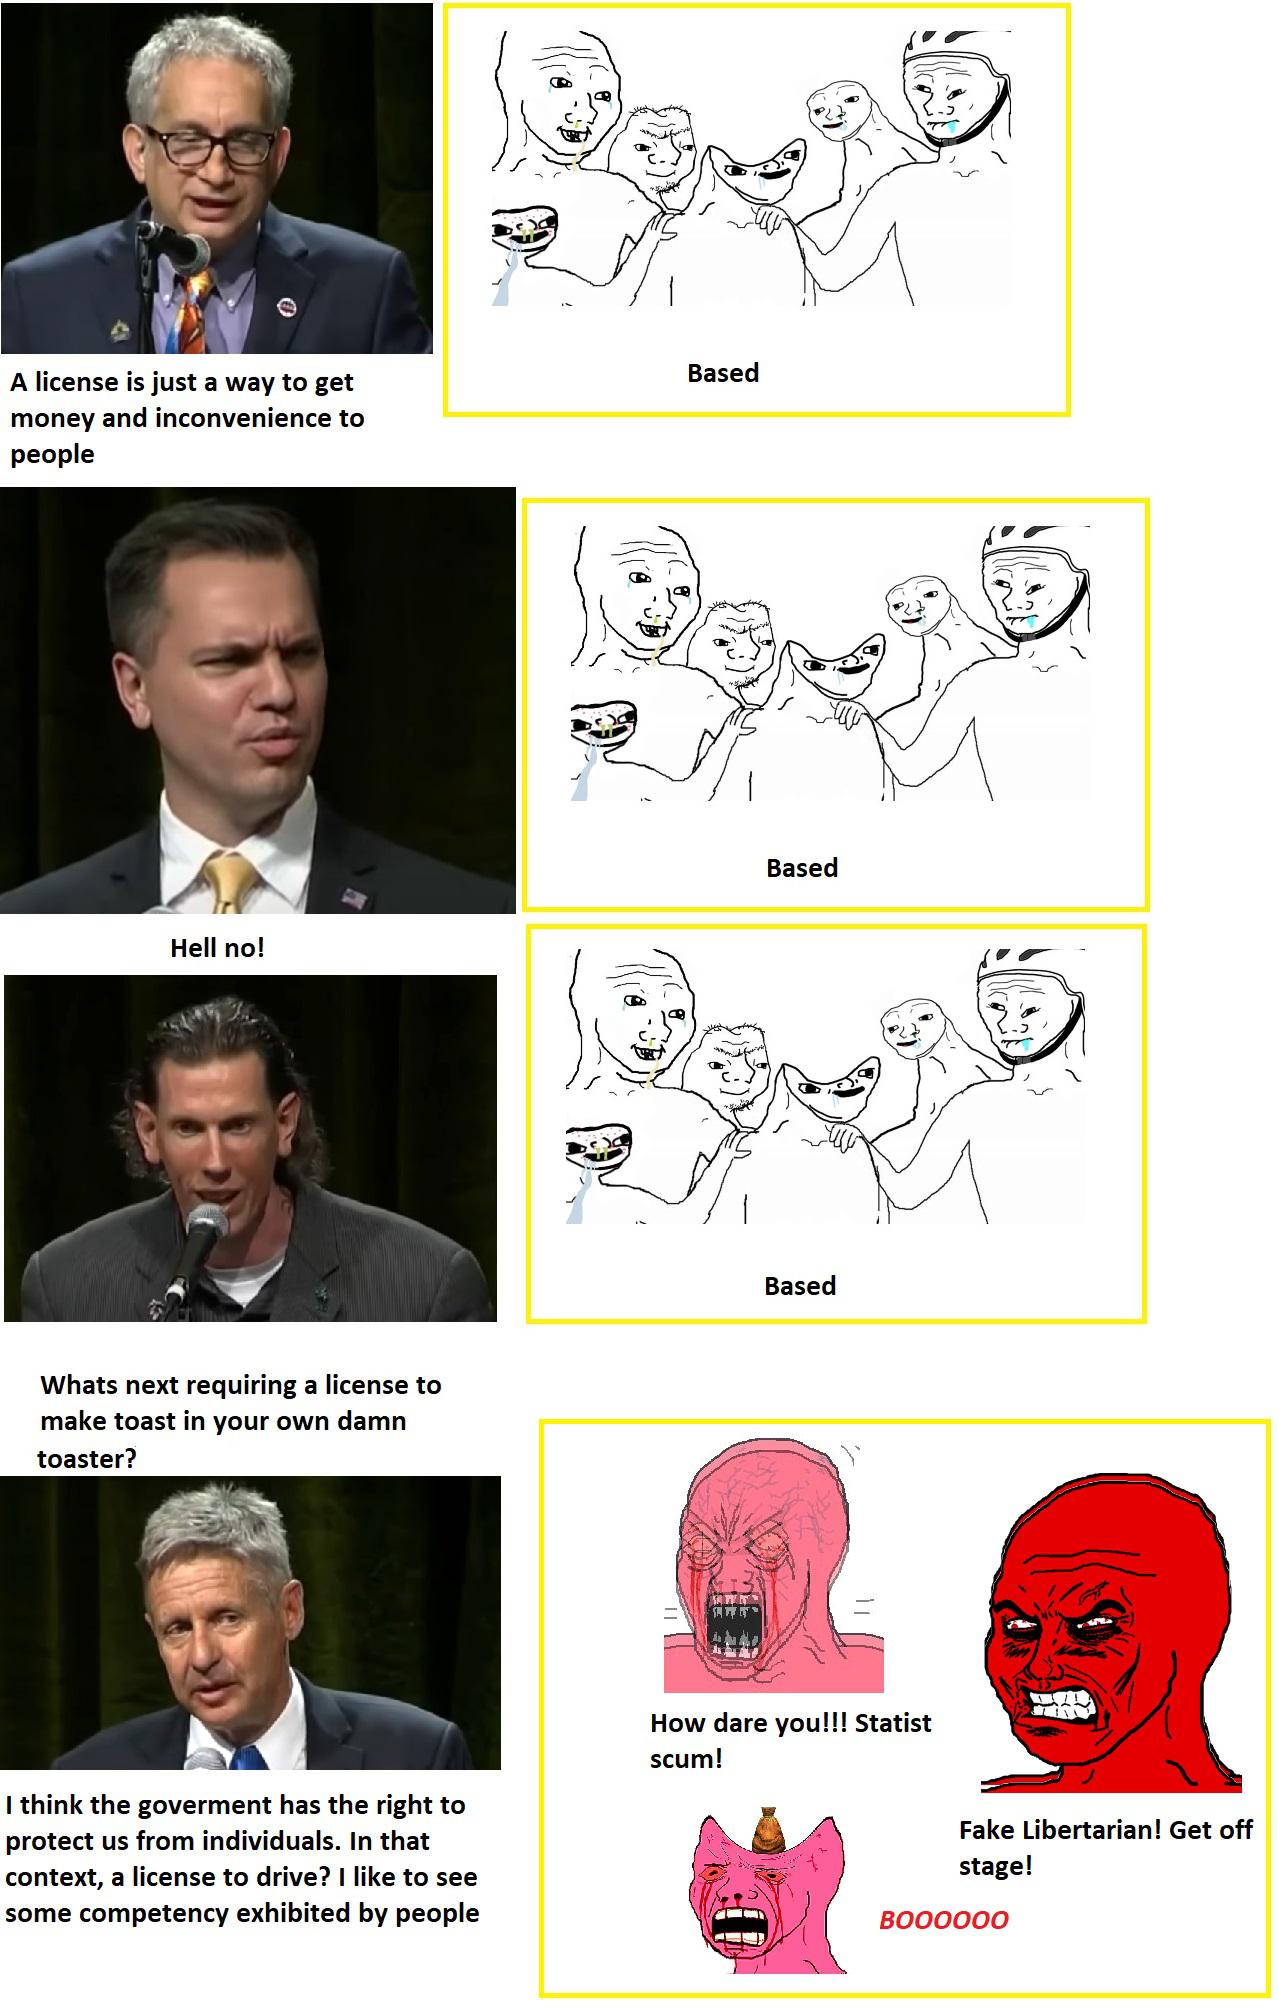 A license is just a way to get
money and inconvenience to
people
Based
Hell no!
Based
Whats next requiring a license to
make toast in your own damn
toaster?
Based
I think the goverment has the right to
protect us from individuals. In that
context, a license to drive? I like to see
some competency exhibited by people
How dare you!!! Statist
scum!
Fake Libertarian! Get off
stage!
BOOOOOO